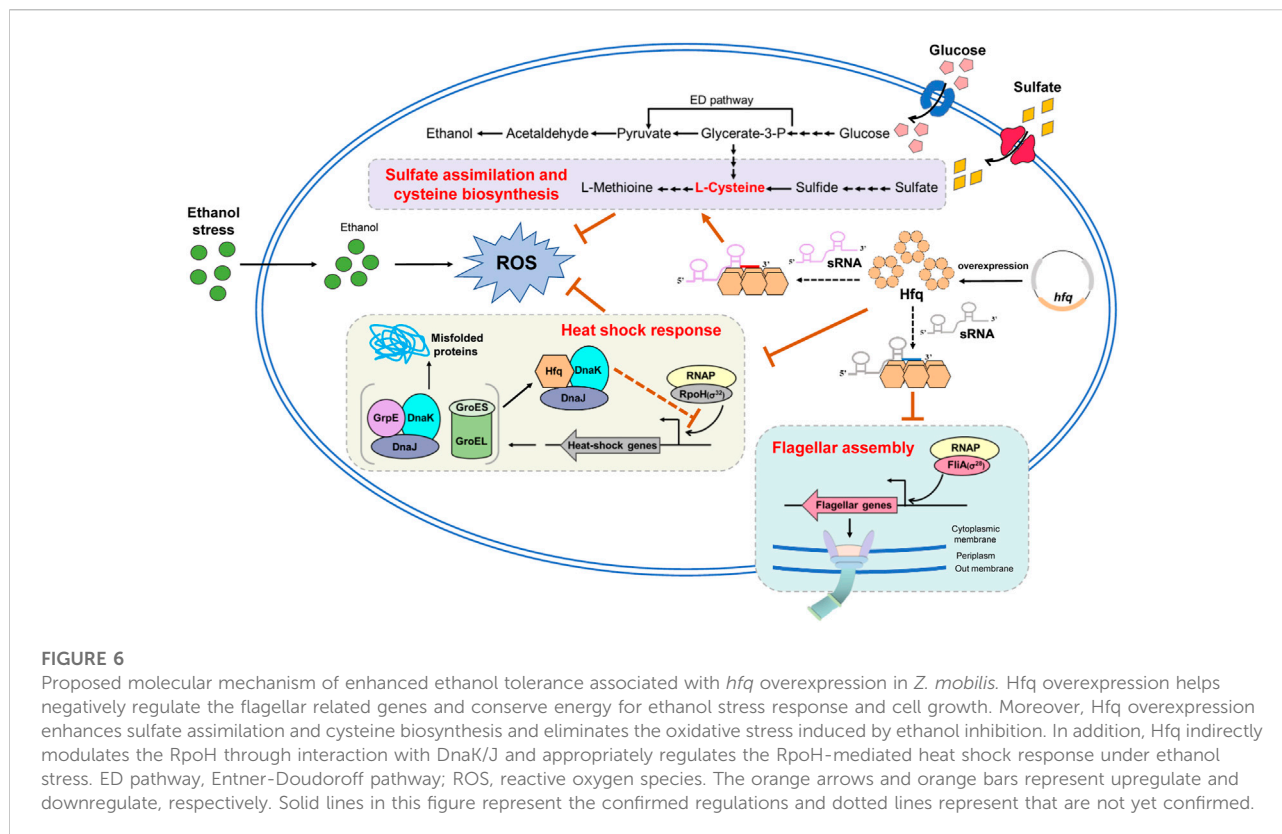 Glucose
Sulfate
ED pathway
Ethanol
Acetaldehyde
Pyruvate
Glycerate-3-P
Glucose
Sulfate assimilation and
cysteine biosynthesis
L-Methioine
L-Cysteine
Sulfide
Sulfate
Ethanol
stress
Ethanol
ROS
5'
3'
5'
3'
sRNA
Hfq
overexpression
hfq
5'
3'
sRNA
5'
3'
Heat shock response
Misfolded
proteins
GrpE
DnaK
DnaJ
GroES
GroEL
Hfq
DnaK
DnaJ
RNAP
RpoH(σ32)
Heat-shock genes
Flagellar assembly
RNAP
FliA(σ28)
Flagellar genes
Cytoplasmic
membrane
Periplasm
Out membrane
FIGURE 6
Proposed molecular mechanism of enhanced ethanol tolerance associated with hfq overexpression in Z. mobilis. Hfq overexpression helps
negatively regulate the flagellar related genes and conserve energy for ethanol stress response and cell growth. Moreover, Hfq overexpression
enhances sulfate assimilation and cysteine biosynthesis and eliminates the oxidative stress induced by ethanol inhibition. In addition, Hfq indirectly
modulates the RpoH through interaction with DnaK/J and appropriately regulates the RpoH-mediated heat shock response under ethanol
stress. ED pathway, Entner-Doudoroff pathway; ROS, reactive oxygen species. The orange arrows and orange bars represent upregulate and
downregulate, respectively. Solid lines in this figure represent the confirmed regulations and dotted lines represent that are not yet confirmed.